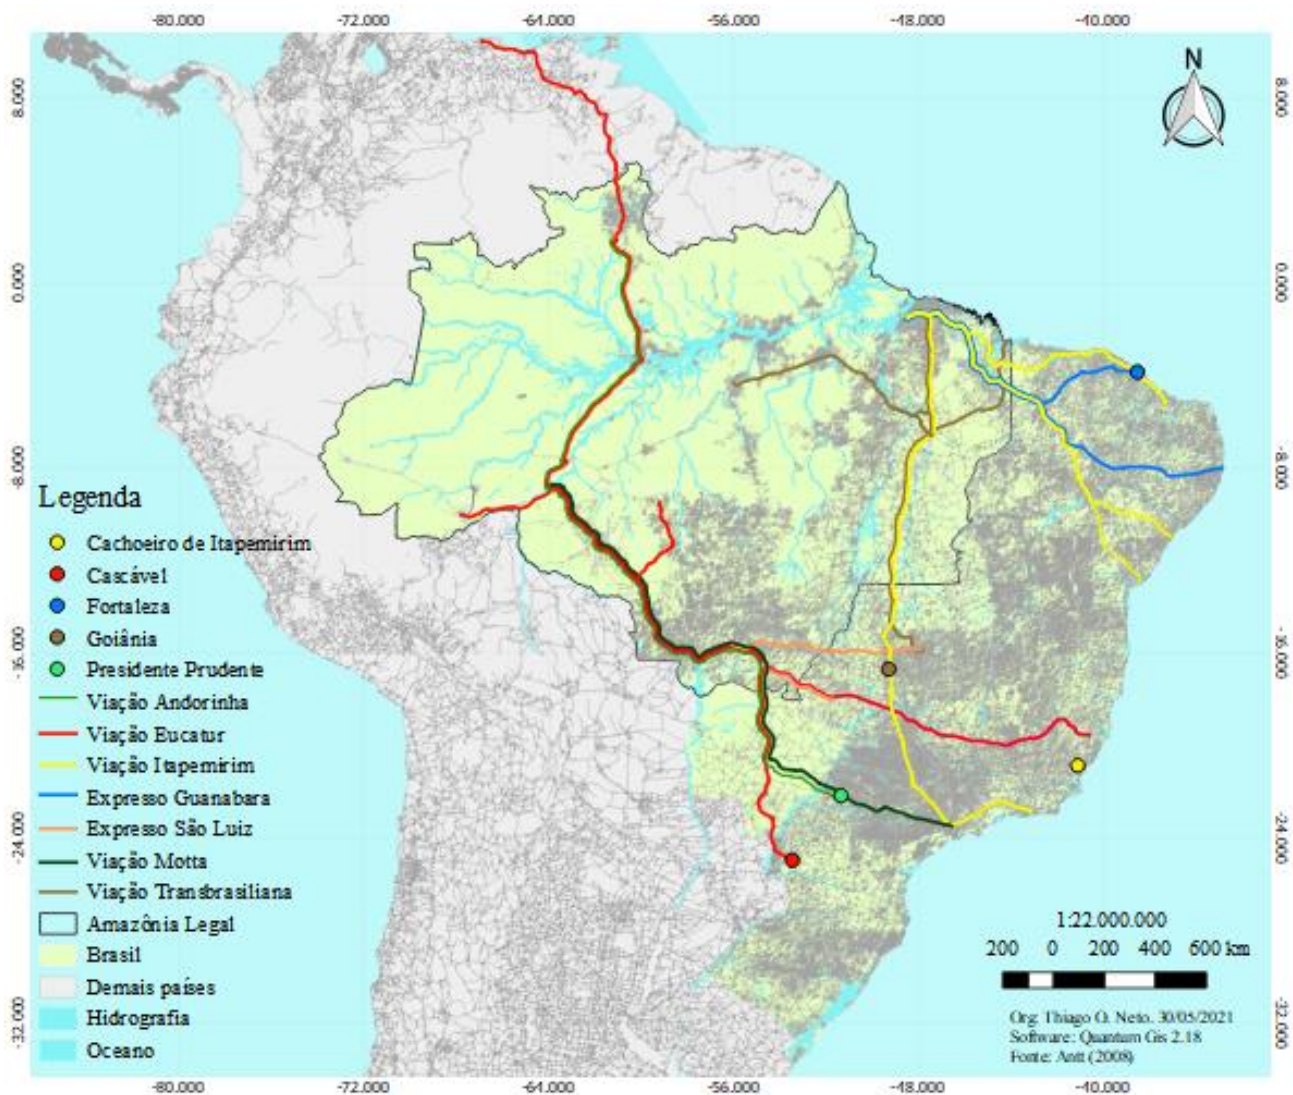 -80.000 -72.000 -64.000 -56.000 -48.000 -40.000
8.000 8.000
N
0.000 0.000
-8.000 -8.000
Legenda
Cachoeiro de Itapemirim
Cascável
Fortaleza
Goiânia
-16.000 -16.000
Presidente Prudente
Viação Andorinha
Viação Eucatur
Viação Itapemirim
Expresso Guanabara
Expresso São Luiz
-24.000 -24.000
Viação Motta
Viação Transbrasiliana
Amazônia Legal
1:22.000.000
Brasil
200 0 200 400 600 km
Demais países
Hidrografia
-32.000 -32.000
Org: Thiago O. Neto. 30/05/2021
Software: Quantum Gis 2.18
Oceano
Fonte: Antt (2008)
-80.000 -72.000 -64.000 -56.000 -48.000 -40.000